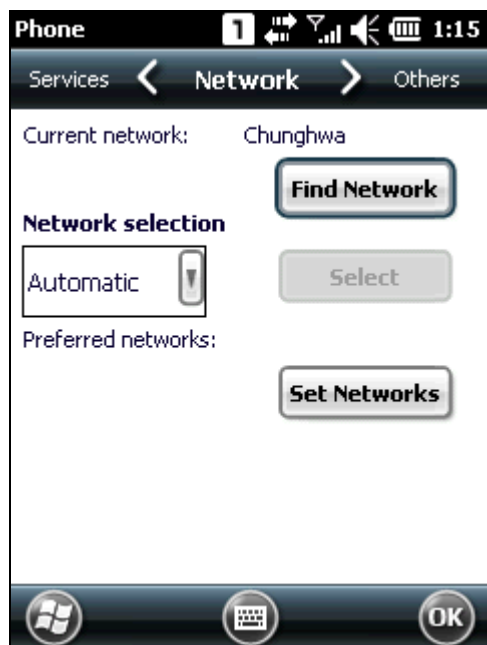 Phone 1 1:15
Services Network Others
Current network: Chunghwa
Find Network
Network selection
Automatic Select
Preferred networks:
Set Networks
OK